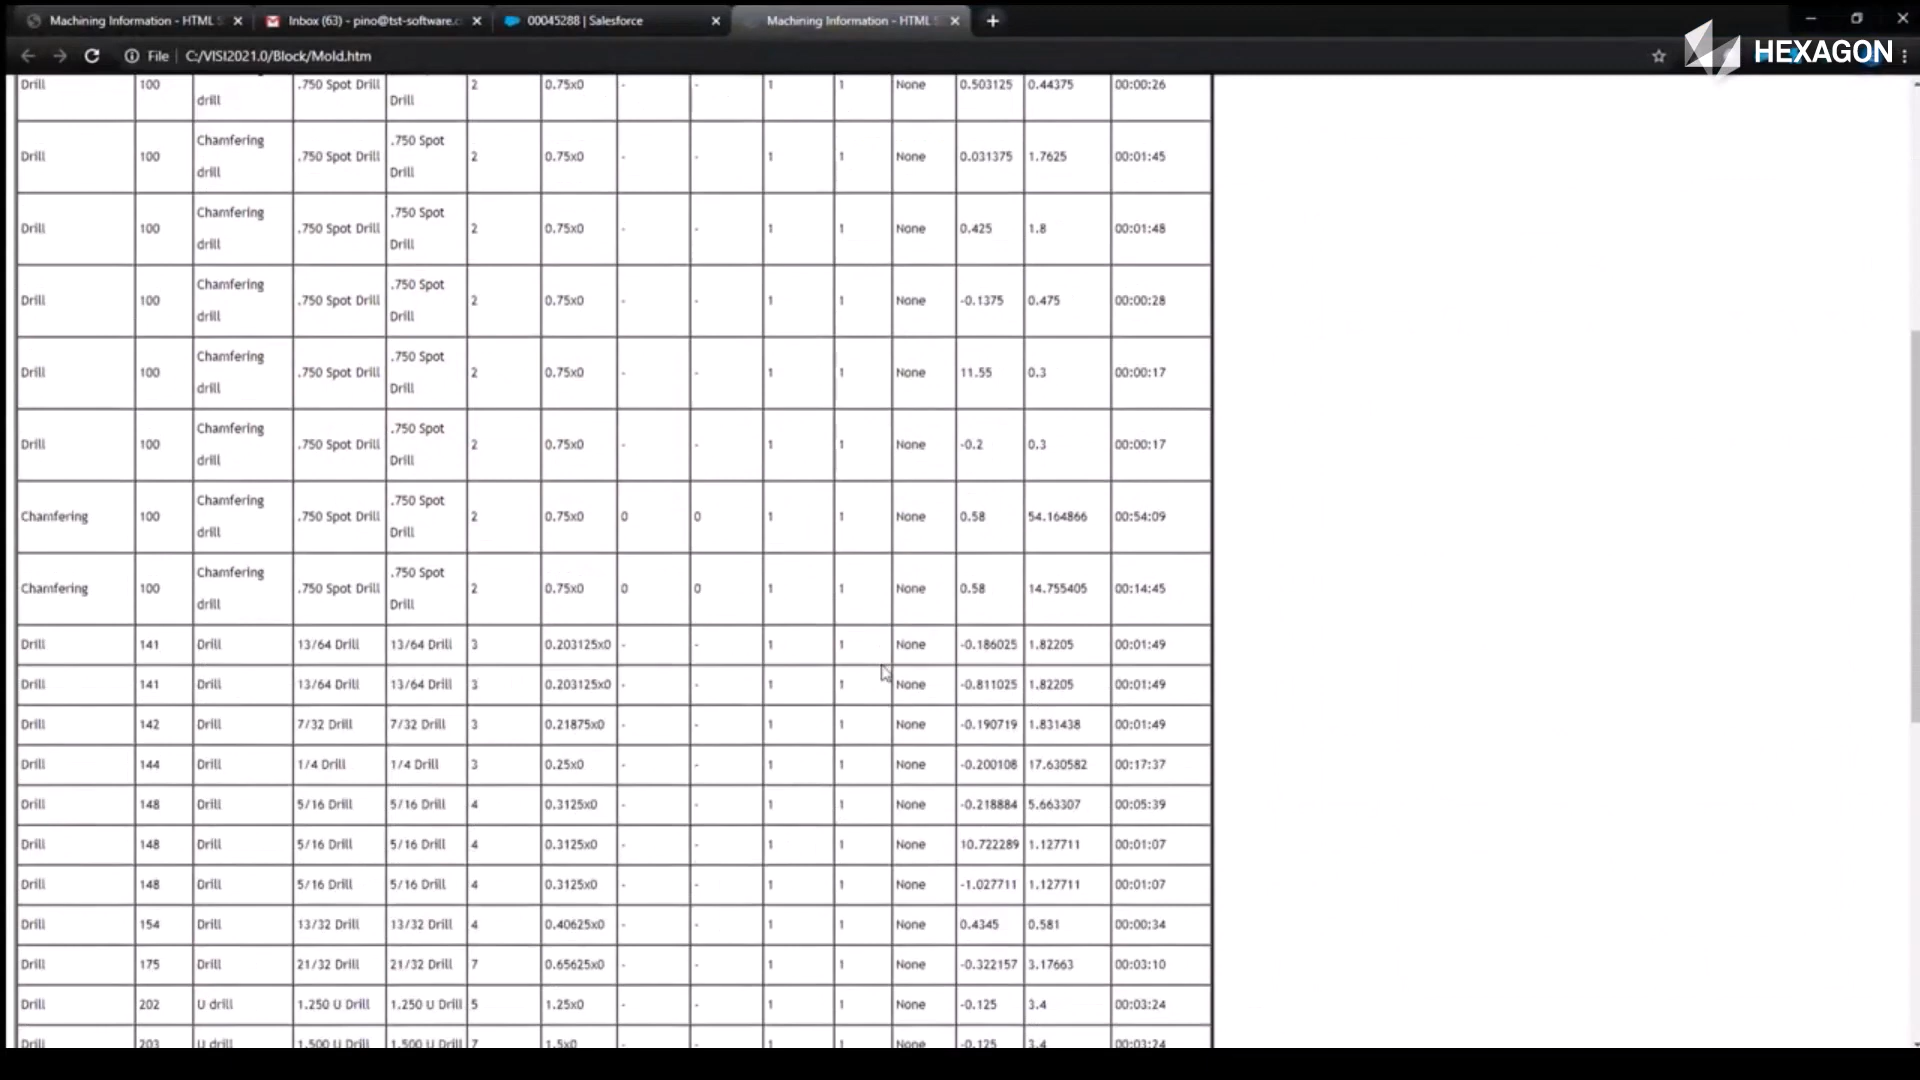 Machining Information - HTML
Inbox (63) - pino@tst-software.c
00045288 | Salesforce
Machining Information - HTML
HEXAGON
File | C:/VISI2021.0/Block/Mold.htm
Drill 100 drill .750 Spot Drill Drill 2 0.75x0 - - 1 1 None 0.503125 0.44375 00:00:26
Drill 100 Chamfering drill .750 Spot Drill .750 Spot Drill 2 0.75x0 - - 1 1 None 0.031375 1.7625 00:01:45
Drill 100 Chamfering drill .750 Spot Drill .750 Spot Drill 2 0.75x0 - - 1 1 None 0.425 1.8 00:01:48
Drill 100 Chamfering drill .750 Spot Drill .750 Spot Drill 2 0.75x0 - - 1 1 None -0.1375 0.475 00:00:28
Drill 100 Chamfering drill .750 Spot Drill .750 Spot Drill 2 0.75x0 - - 1 1 None 11.55 0.3 00:00:17
Drill 100 Chamfering drill .750 Spot Drill .750 Spot Drill 2 0.75x0 - - 1 1 None -0.2 0.3 00:00:17
Chamfering 100 Chamfering drill .750 Spot Drill .750 Spot Drill 2 0.75x0 0 0 1 1 None 0.58 54.164866 00:54:09
Chamfering 100 Chamfering drill .750 Spot Drill .750 Spot Drill 2 0.75x0 0 0 1 1 None 0.58 14.755405 00:14:45
Drill 141 Drill 13/64 Drill 13/64 Drill 3 0.203125x0 - - 1 1 None -0.186025 1.82205 00:01:49
Drill 141 Drill 13/64 Drill 13/64 Drill 3 0.203125x0 - - 1 1 None -0.811025 1.82205 00:01:49
Drill 142 Drill 7/32 Drill 7/32 Drill 3 0.21875x0 - - 1 1 None -0.190719 1.831438 00:01:49
Drill 144 Drill 1/4 Drill 1/4 Drill 3 0.25x0 - - 1 1 None -0.200108 17.630582 00:17:37
Drill 148 Drill 5/16 Drill 5/16 Drill 4 0.3125x0 - - 1 1 None -0.218884 5.663307 00:05:39
Drill 148 Drill 5/16 Drill 5/16 Drill 4 0.3125x0 - - 1 1 None 10.722289 1.127711 00:01:07
Drill 148 Drill 5/16 Drill 5/16 Drill 4 0.3125x0 - - 1 1 None -1.027711 1.127711 00:01:07
Drill 154 Drill 13/32 Drill 13/32 Drill 4 0.40625x0 - - 1 1 None 0.4345 0.581 00:00:34
Drill 175 Drill 21/32 Drill 21/32 Drill 7 0.65625x0 - - 1 1 None -0.322157 3.17663 00:03:10
Drill 202 U drill 1.250 U Drill 1.250 U Drill 5 1.25x0 - - 1 1 None -0.125 3.4 00:03:24
Drill 203 U drill 1.500 U Drill 1.500 U Drill 7 1.5x0 - - 1 1 None -0.125 3.4 00:03:24